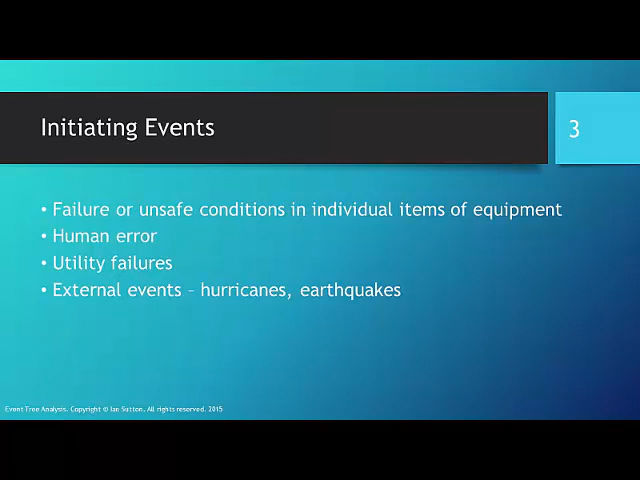 Initiating Events
3
• Failure or unsafe conditions in individual items of equipment
• Human error
• Utility failures
• External events – hurricanes, earthquakes
Event Tree Analysis. Copyright © Ian Sutton. All rights reserved. 2015